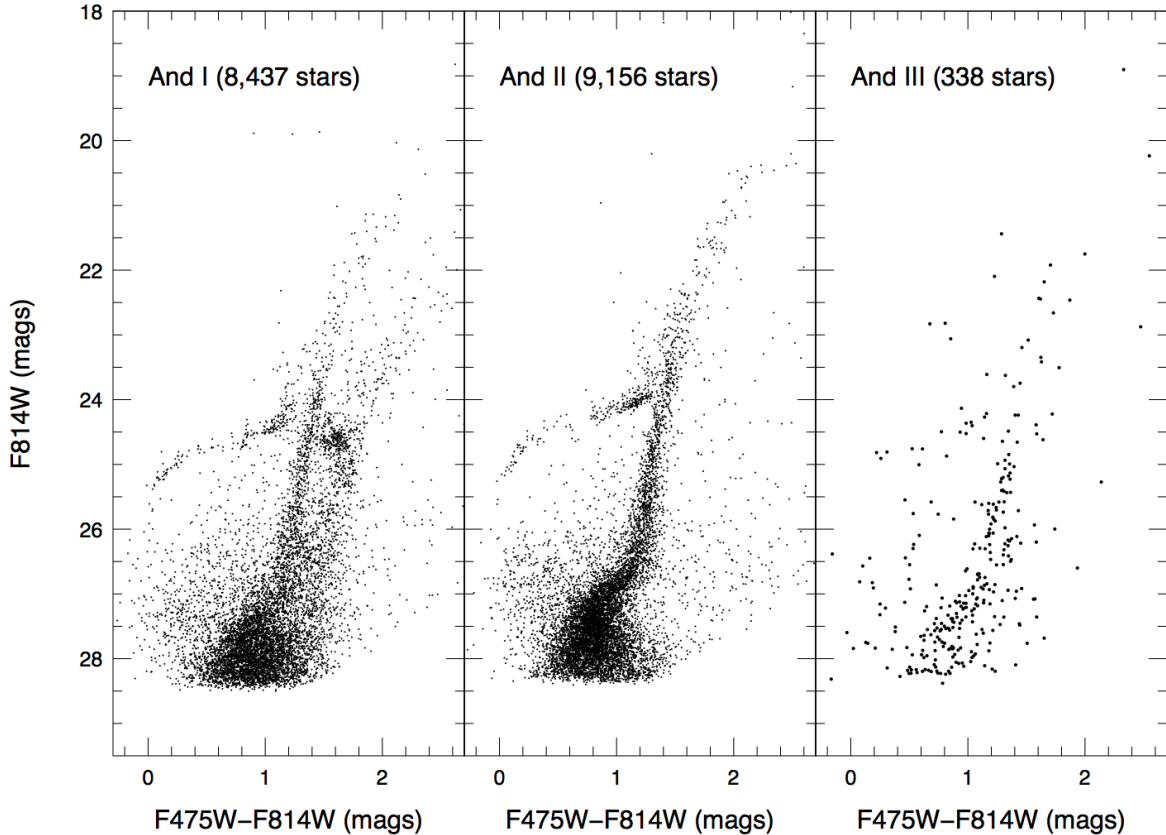 And I (8,437 stars)
And II (9,156 stars)
And III (338 stars)
18
20
22
24
26
28
F814W (mags)
0 1 2
0 1 2
0 1 2
F475W−F814W (mags)
F475W−F814W (mags)
F475W−F814W (mags)